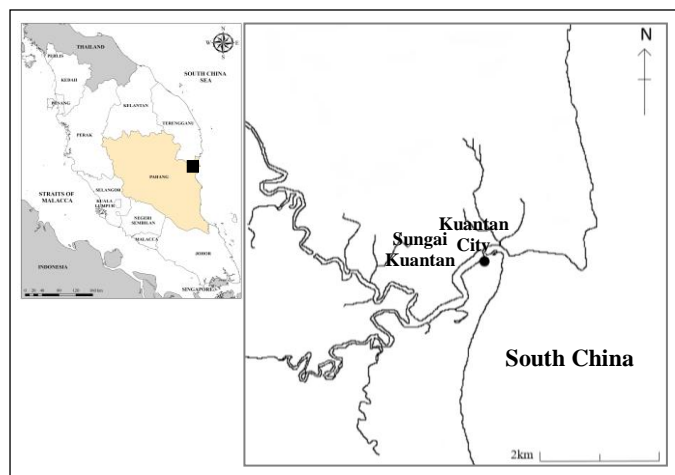 THAILAND
N
W
E
S
PERLIS
KEDAH
SOUTH CHINA
SEA
PENANG
KELANTAN
TERENGGANU
PERAK
PAHANG
STRAITS OF
MALACCA
SELANGOR
KUALA
LUMPUR
NEGERI
SEMBILAN
MALACCA
JOHOR
INDONESIA
SINGAPORE
N
Kuantan
City
Sungai
Kuantan
South China
2km